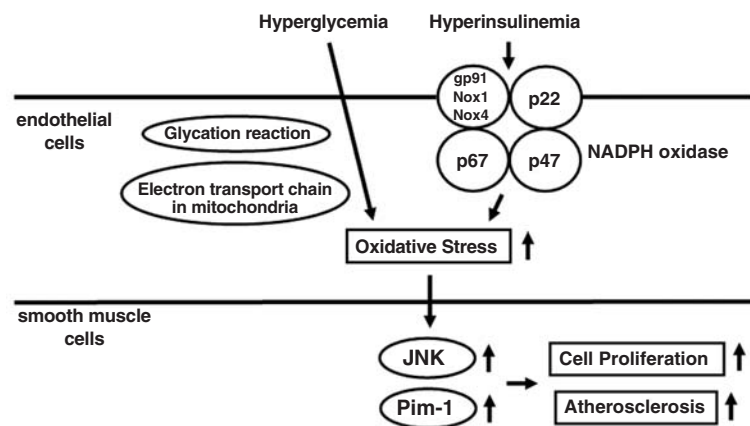 Hyperglycemia
Hyperinsulinemia
gp91
Nox1
Nox4
p22
endothelial
cells
Glycation reaction
p67
p47
NADPH oxidase
Electron transport chain
in mitochondria
Oxidative Stress
smooth muscle
cells
JNK
Cell Proliferation
Pim-1
Atherosclerosis